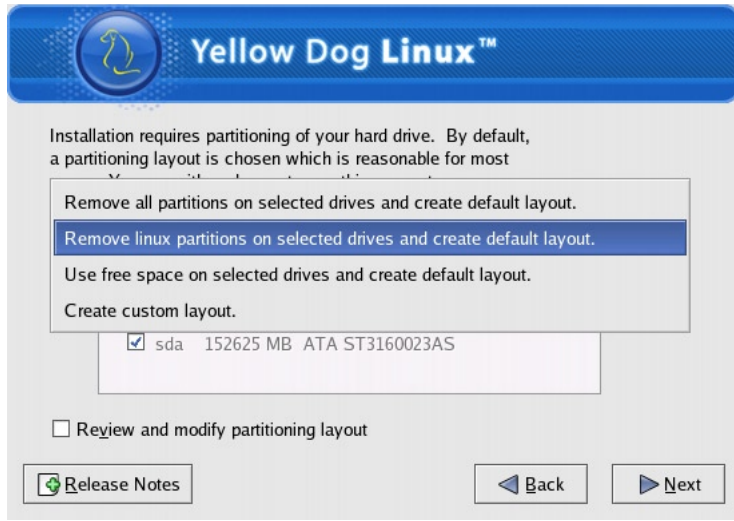 Yellow Dog Linux™
Installation requires partitioning of your hard drive. By default,
a partitioning layout is chosen which is reasonable for most
Remove all partitions on selected drives and create default layout.
Remove linux partitions on selected drives and create default layout.
Use free space on selected drives and create default layout.
Create custom layout.
sda 152625 MB ATA ST3160023AS
Review and modify partitioning layout
Release Notes
Back
Next